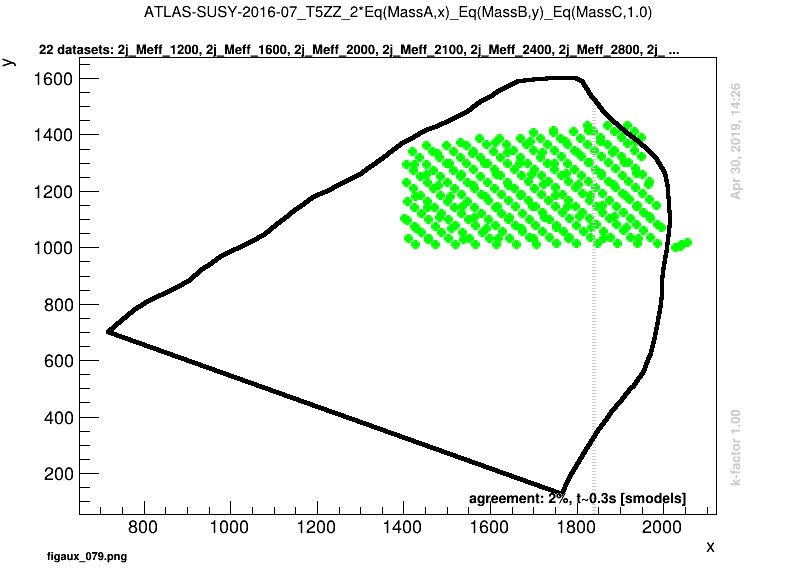 ATLAS-SUSY-2016-07_T5ZZ_2*Eq(MassA,x)_Eq(MassB,y)_Eq(MassC,1.0)
22 datasets: 2j_Meff_1200, 2j_Meff_1600, 2j_Meff_2000, 2j_Meff_2100, 2j_Meff_2400, 2j_Meff_2800, 2j_ ...
y
1600
1400
1200
1000
800
600
400
200
agreement: 2%, t~0.3s [smodels]
800 1000 1200 1400 1600 1800 2000
x
Apr 30, 2019, 14:26
k-factor 1.00
figaux_079.png